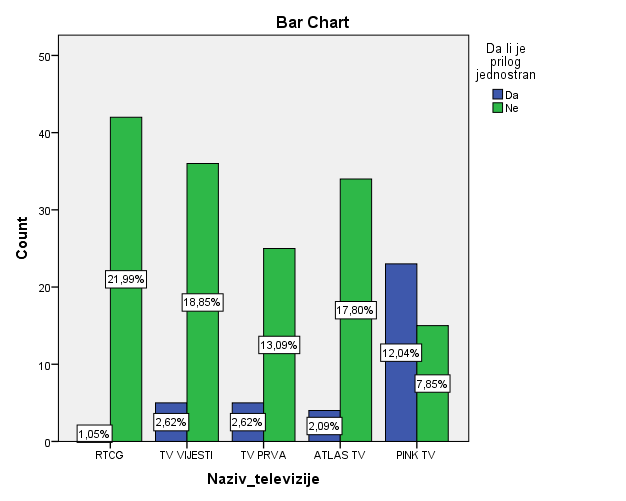 Bar Chart
Da li je
prilog
jednostran
Da
Ne
50
40
30
20
10
0
Count
21,99%
18,85%
17,80%
13,09%
12,04%
7,85%
1,05%
2,62%
2,62%
2,09%
RTCG
TV VIJESTI
TV PRVA
ATLAS TV
PINK TV
Naziv_televizije